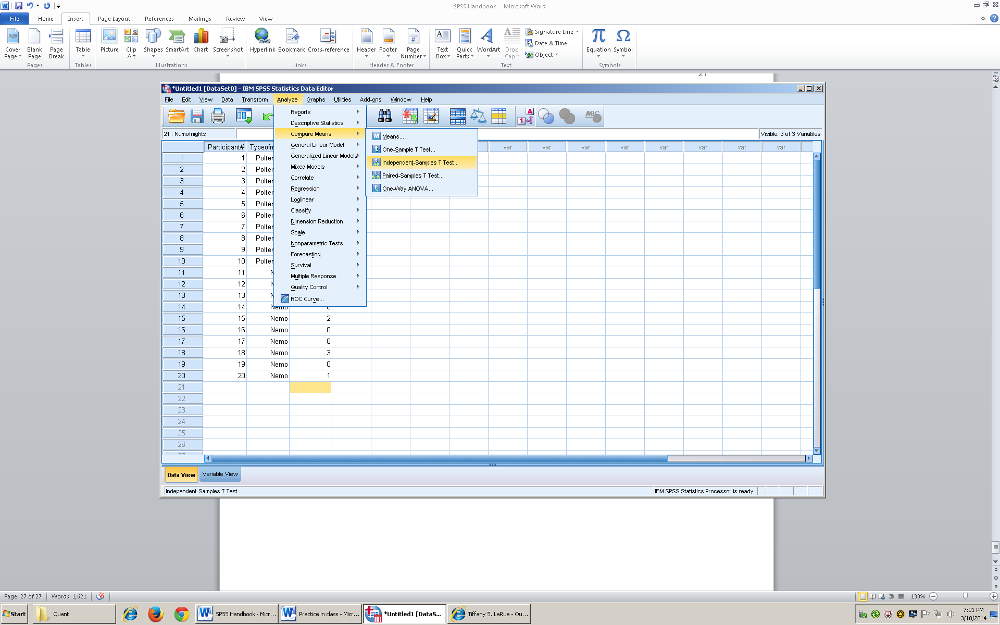 SPSS Handbook - Microsoft Word
File Home Insert Page Layout References Mailings Review View
Cover Page Blank Page Page Break Table Picture Clip Art Shapes SmartArt Chart Screenshot Hyperlink Bookmark Cross-reference Header Footer Page Number Text Box Quick Parts WordArt Drop Cap Signature Line Date & Time Object Equation Symbol
Pages Tables Illustrations Links Header & Footer Text Symbols
27
*Untitled1 [DataSet0] - IBM SPSS Statistics Data Editor
File Edit View Data Transform Analyze Graphs Utilities Add-ons Window Help
21 : Numofnights
Visible: 3 of 3 Variables
Reports
Descriptive Statistics
Compare Means
General Linear Model
Generalized Linear Models
Mixed Models
Correlate
Regression
Loglinear
Classify
Dimension Reduction
Scale
Nonparametric Tests
Forecasting
Survival
Multiple Response
Quality Control
ROC Curve...
Means...
One-Sample T Test...
Independent-Samples T Test...
Paired-Samples T Test...
One-Way ANOVA...
Participant# Typeofm var var var var var var var var
1 1 Polter
2 2 Polter
3 3 Polter
4 4 Polter
5 5 Polter
6 6 Polter
7 7 Polter
8 8 Polter
9 9 Polter
10 10 Polter
11 11 N
12 12 N
13 13 N
14 14 Nemo 0
15 15 Nemo 2
16 16 Nemo 0
17 17 Nemo 0
18 18 Nemo 3
19 19 Nemo 0
20 20 Nemo 1
21
22
23
24
25
26
27
Data View Variable View
Independent-Samples T Test...
IBM SPSS Statistics Processor is ready
Page: 27 of 27 Words: 1,621 130%
Start Quant SPSS Handbook - Micr... Practice in class - Micr... *Untitled1 [DataS... Tiffany S. LaRue - Ou...
7:01 PM
3/18/2014